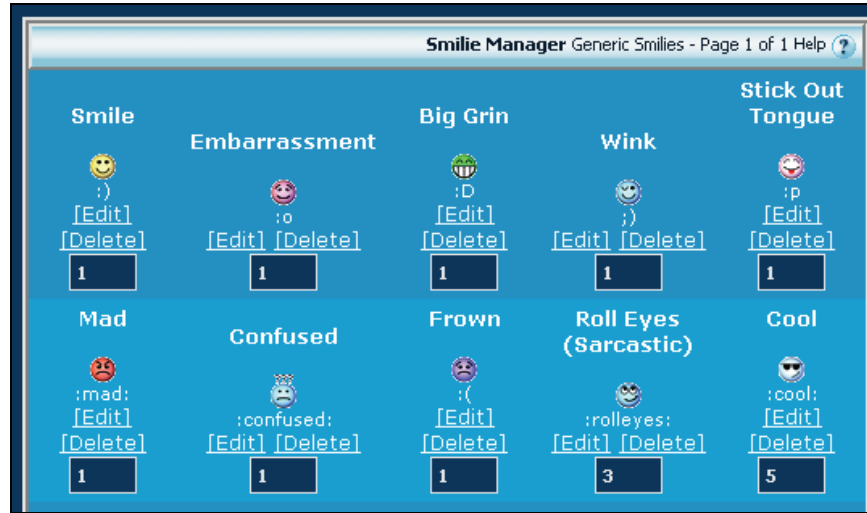 Smilie Manager Generic Smilies - Page 1 of 1 Help ?
Smile
:)
[Edit]
[Delete]
1
Embarrassment
:o
[Edit] [Delete]
1
Big Grin
:D
[Edit]
[Delete]
1
Wink
;)
[Edit] [Delete]
1
Stick Out
Tongue
:p
[Edit]
[Delete]
1
Mad
:mad:
[Edit]
[Delete]
1
Confused
:confused:
[Edit] [Delete]
1
Frown
:(
[Edit]
[Delete]
1
Roll Eyes
(Sarcastic)
:rolleyes:
[Edit] [Delete]
3
Cool
:cool:
[Edit]
[Delete]
5